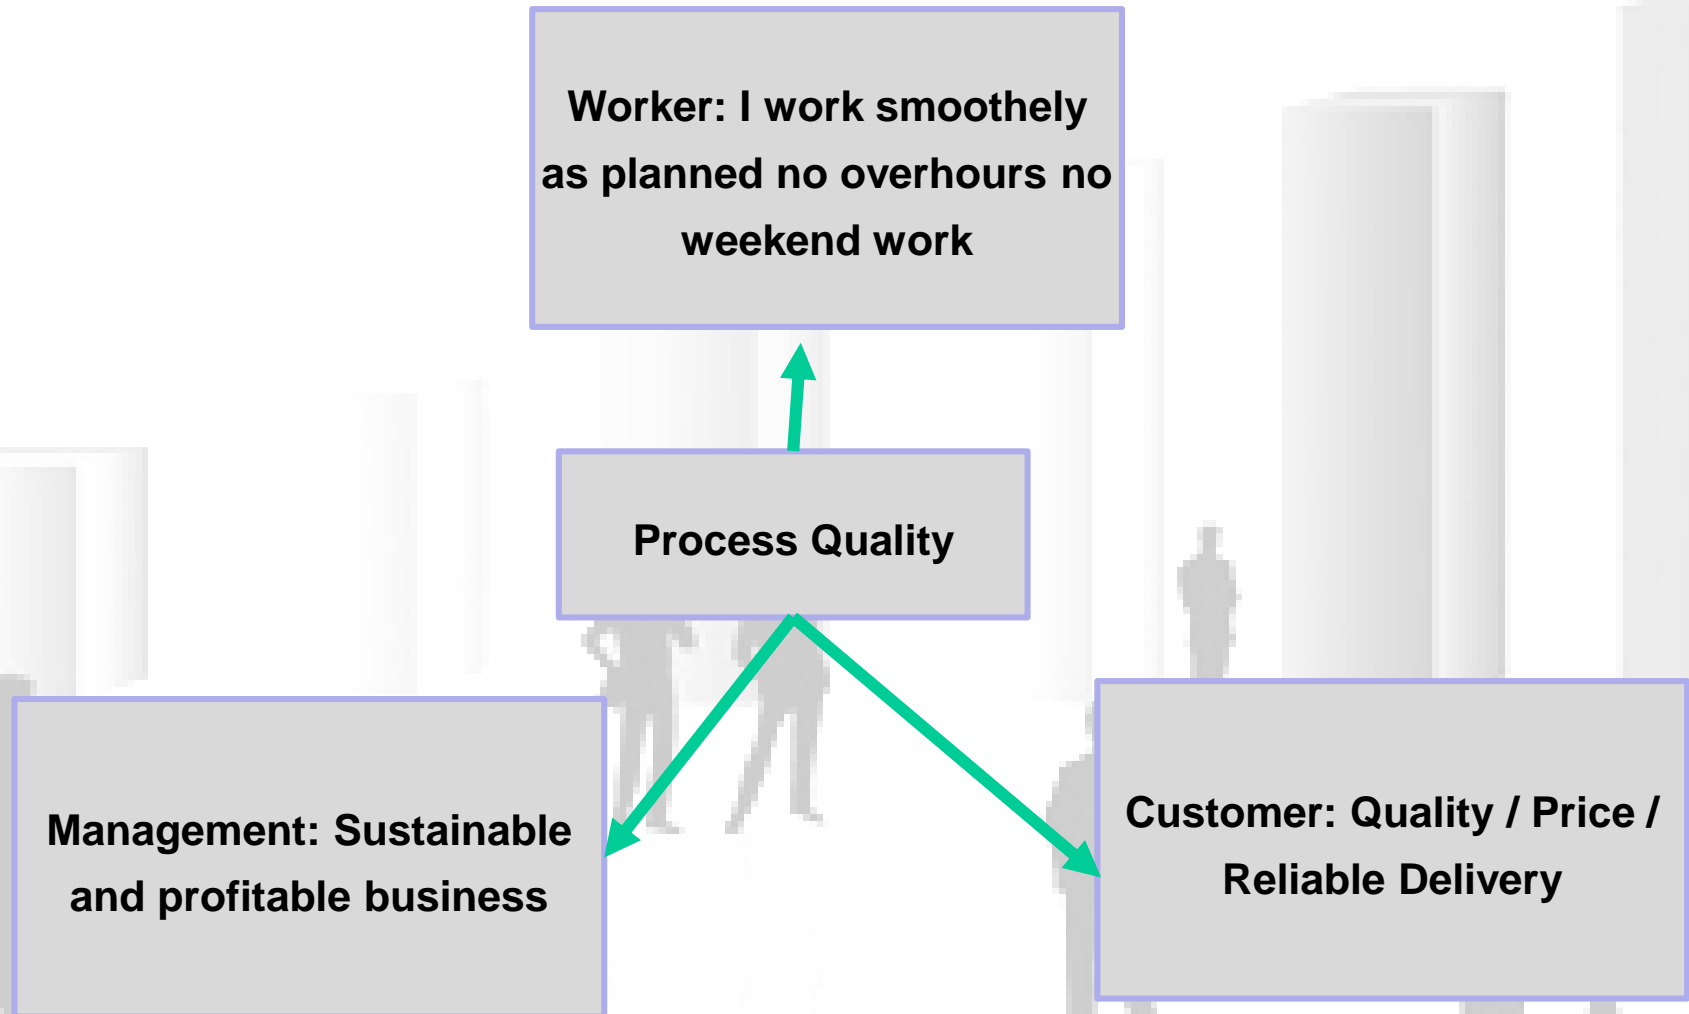 Worker: I work smoothely
as planned no overhours no
weekend work
Process Quality
Management: Sustainable
and profitable business
Customer: Quality / Price /
Reliable Delivery